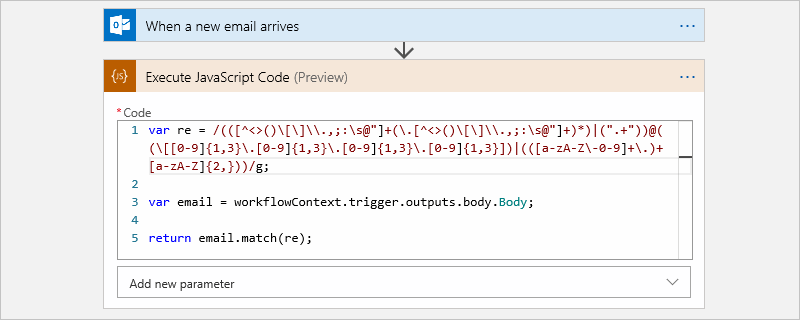 When a new email arrives
{JS}
Execute JavaScript Code (Preview)
*Code
1 var re = /(([^<>()\[\]\\.,;:\s@"]+(\.[^<>()\[\]\\.,;:\s@"]+)*)|(".+"))@(
(\[[0-9]{1,3}\.[0-9]{1,3}\.[0-9]{1,3}\.[0-9]{1,3}])|(([a-zA-Z\-0-9]+\.)+
[a-zA-Z]{2,}))/g;
2
3 var email = workflowContext.trigger.outputs.body.Body;
4
5 return email.match(re);
Add new parameter